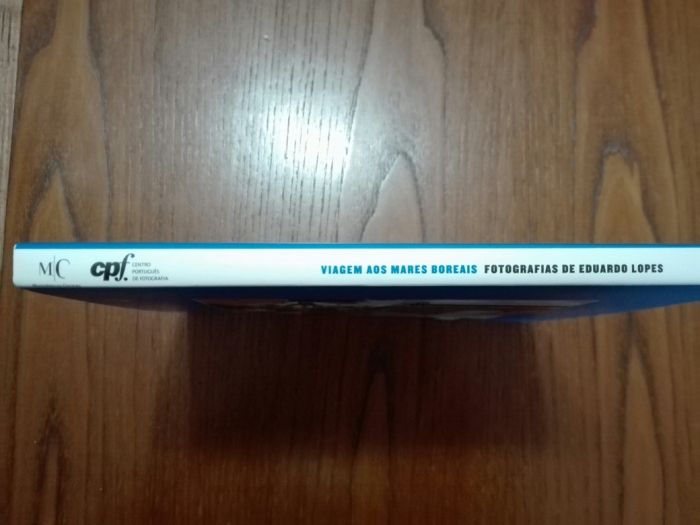 M|C
cpf.
CENTRO
PORTUGUÊS
DE FOTOGRAFIA
VIAGEM AOS MARES BOREAIS FOTOGRAFIAS DE EDUARDO LOPES